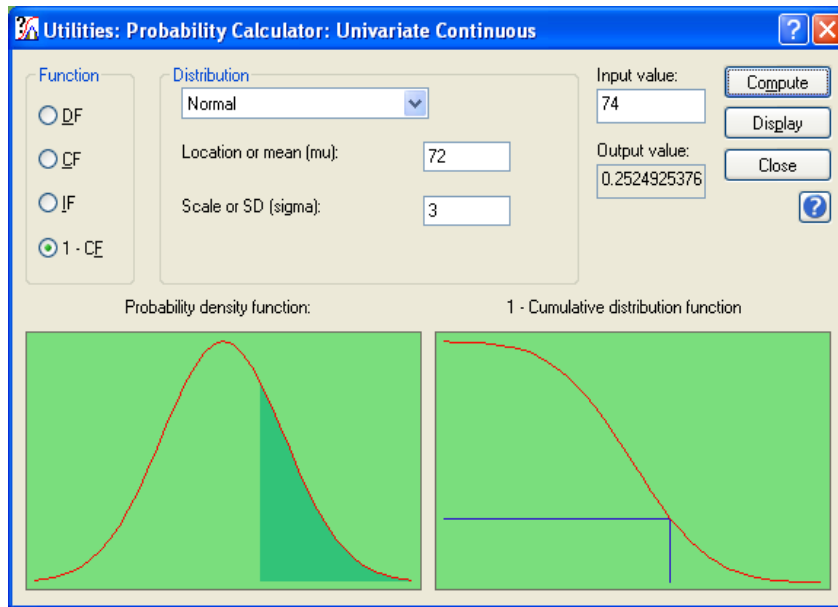 Utilities: Probability Calculator: Univariate Continuous
Function
DF
CF
IF
1 - CF
Distribution
Normal
Location or mean (mu):
72
Scale or SD (sigma):
3
Input value:
74
Output value:
0.2524925376
Compute
Display
Close
Probability density function:
1 - Cumulative distribution function